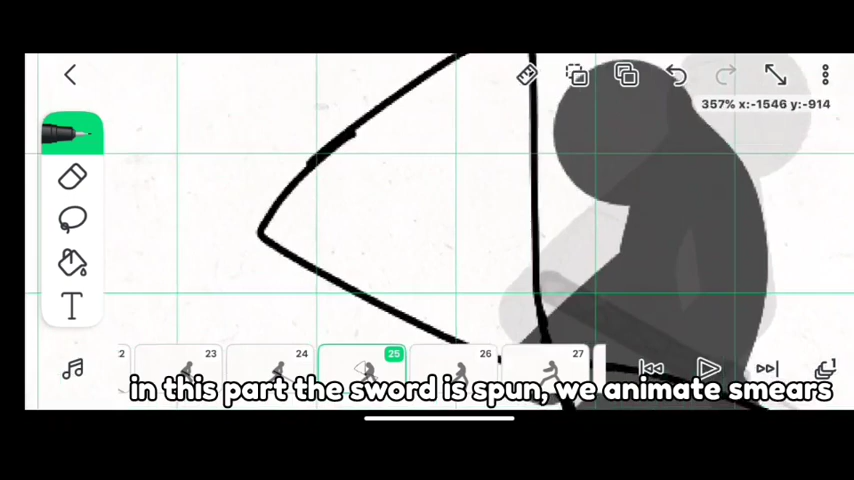 357% x:-1546 y:-914
T
2
23
24
25
26
27
1
in this part the sword is spun, we animate smears